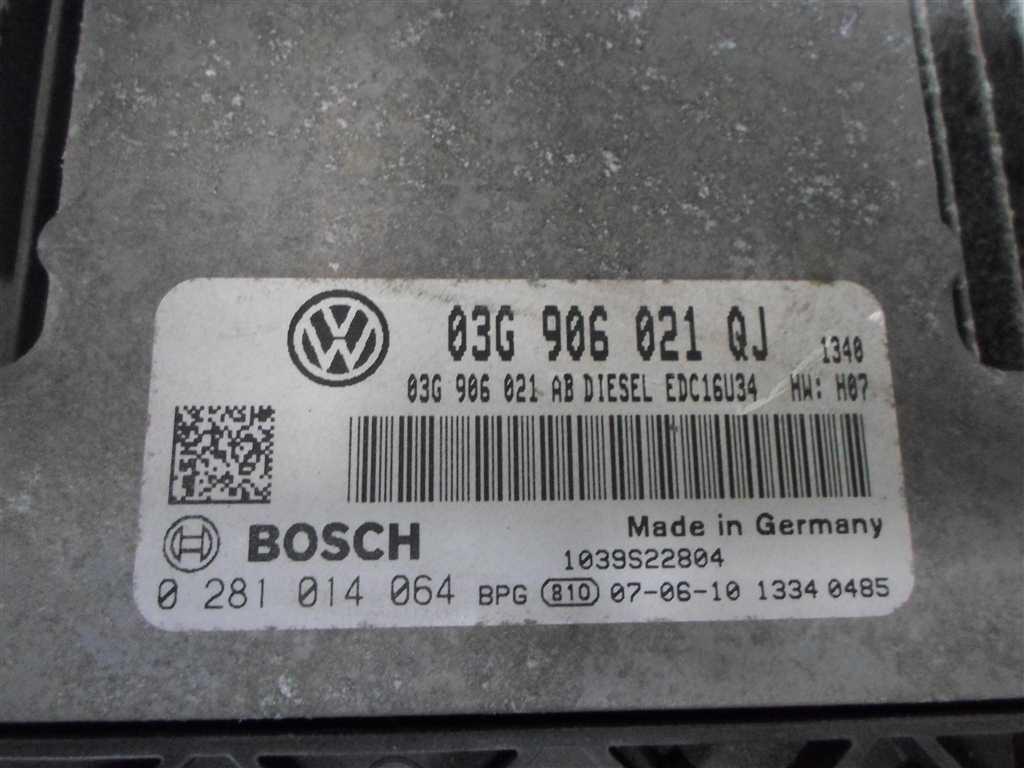 03G 906 021 QJ 1340
03G 906 021 AB DIESEL EDC16U34 HW: H07
BOSCH
Made in Germany
1039S22804
0 281 014 064 BPG 810 07-06-10 1334 0485